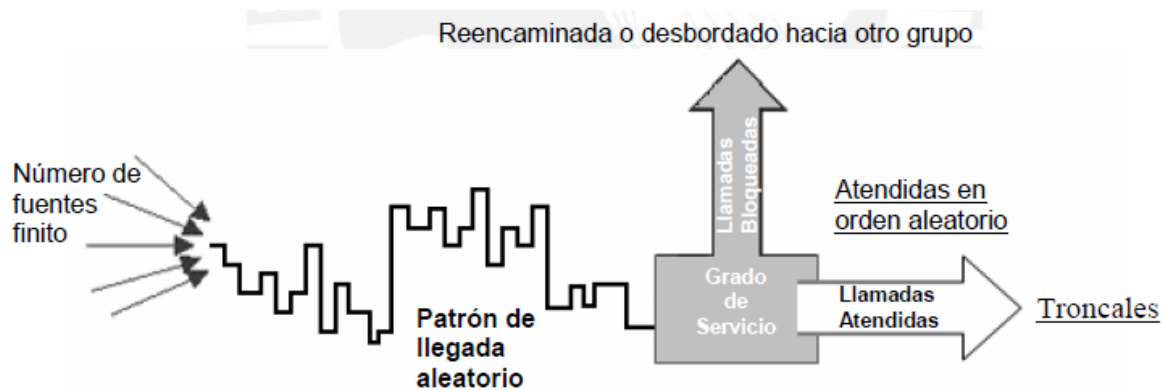 Reencaminada o desbordado hacia otro grupo
Número de
fuentes
finito
Patrón de
llegada
aleatorio
Llamadas
Bloqueadas
Grado
de
Servicio
Atendidas en
orden aleatorio
Llamadas
Atendidas
Troncales